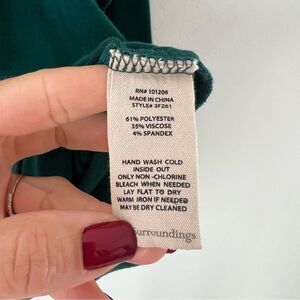 RN# 101206
MADE IN CHINA
STYLE# 2FZ61
61% POLYESTER
35% VISCOSE
4% SPANDEX
HAND WASH COLD
INSIDE OUT
ONLY NON-CHLORINE
BLEACH WHEN NEEDED
LAY FLAT TO DRY
WARM IRON IF NEEDED
MAY BE DRY CLEANED
urroundings